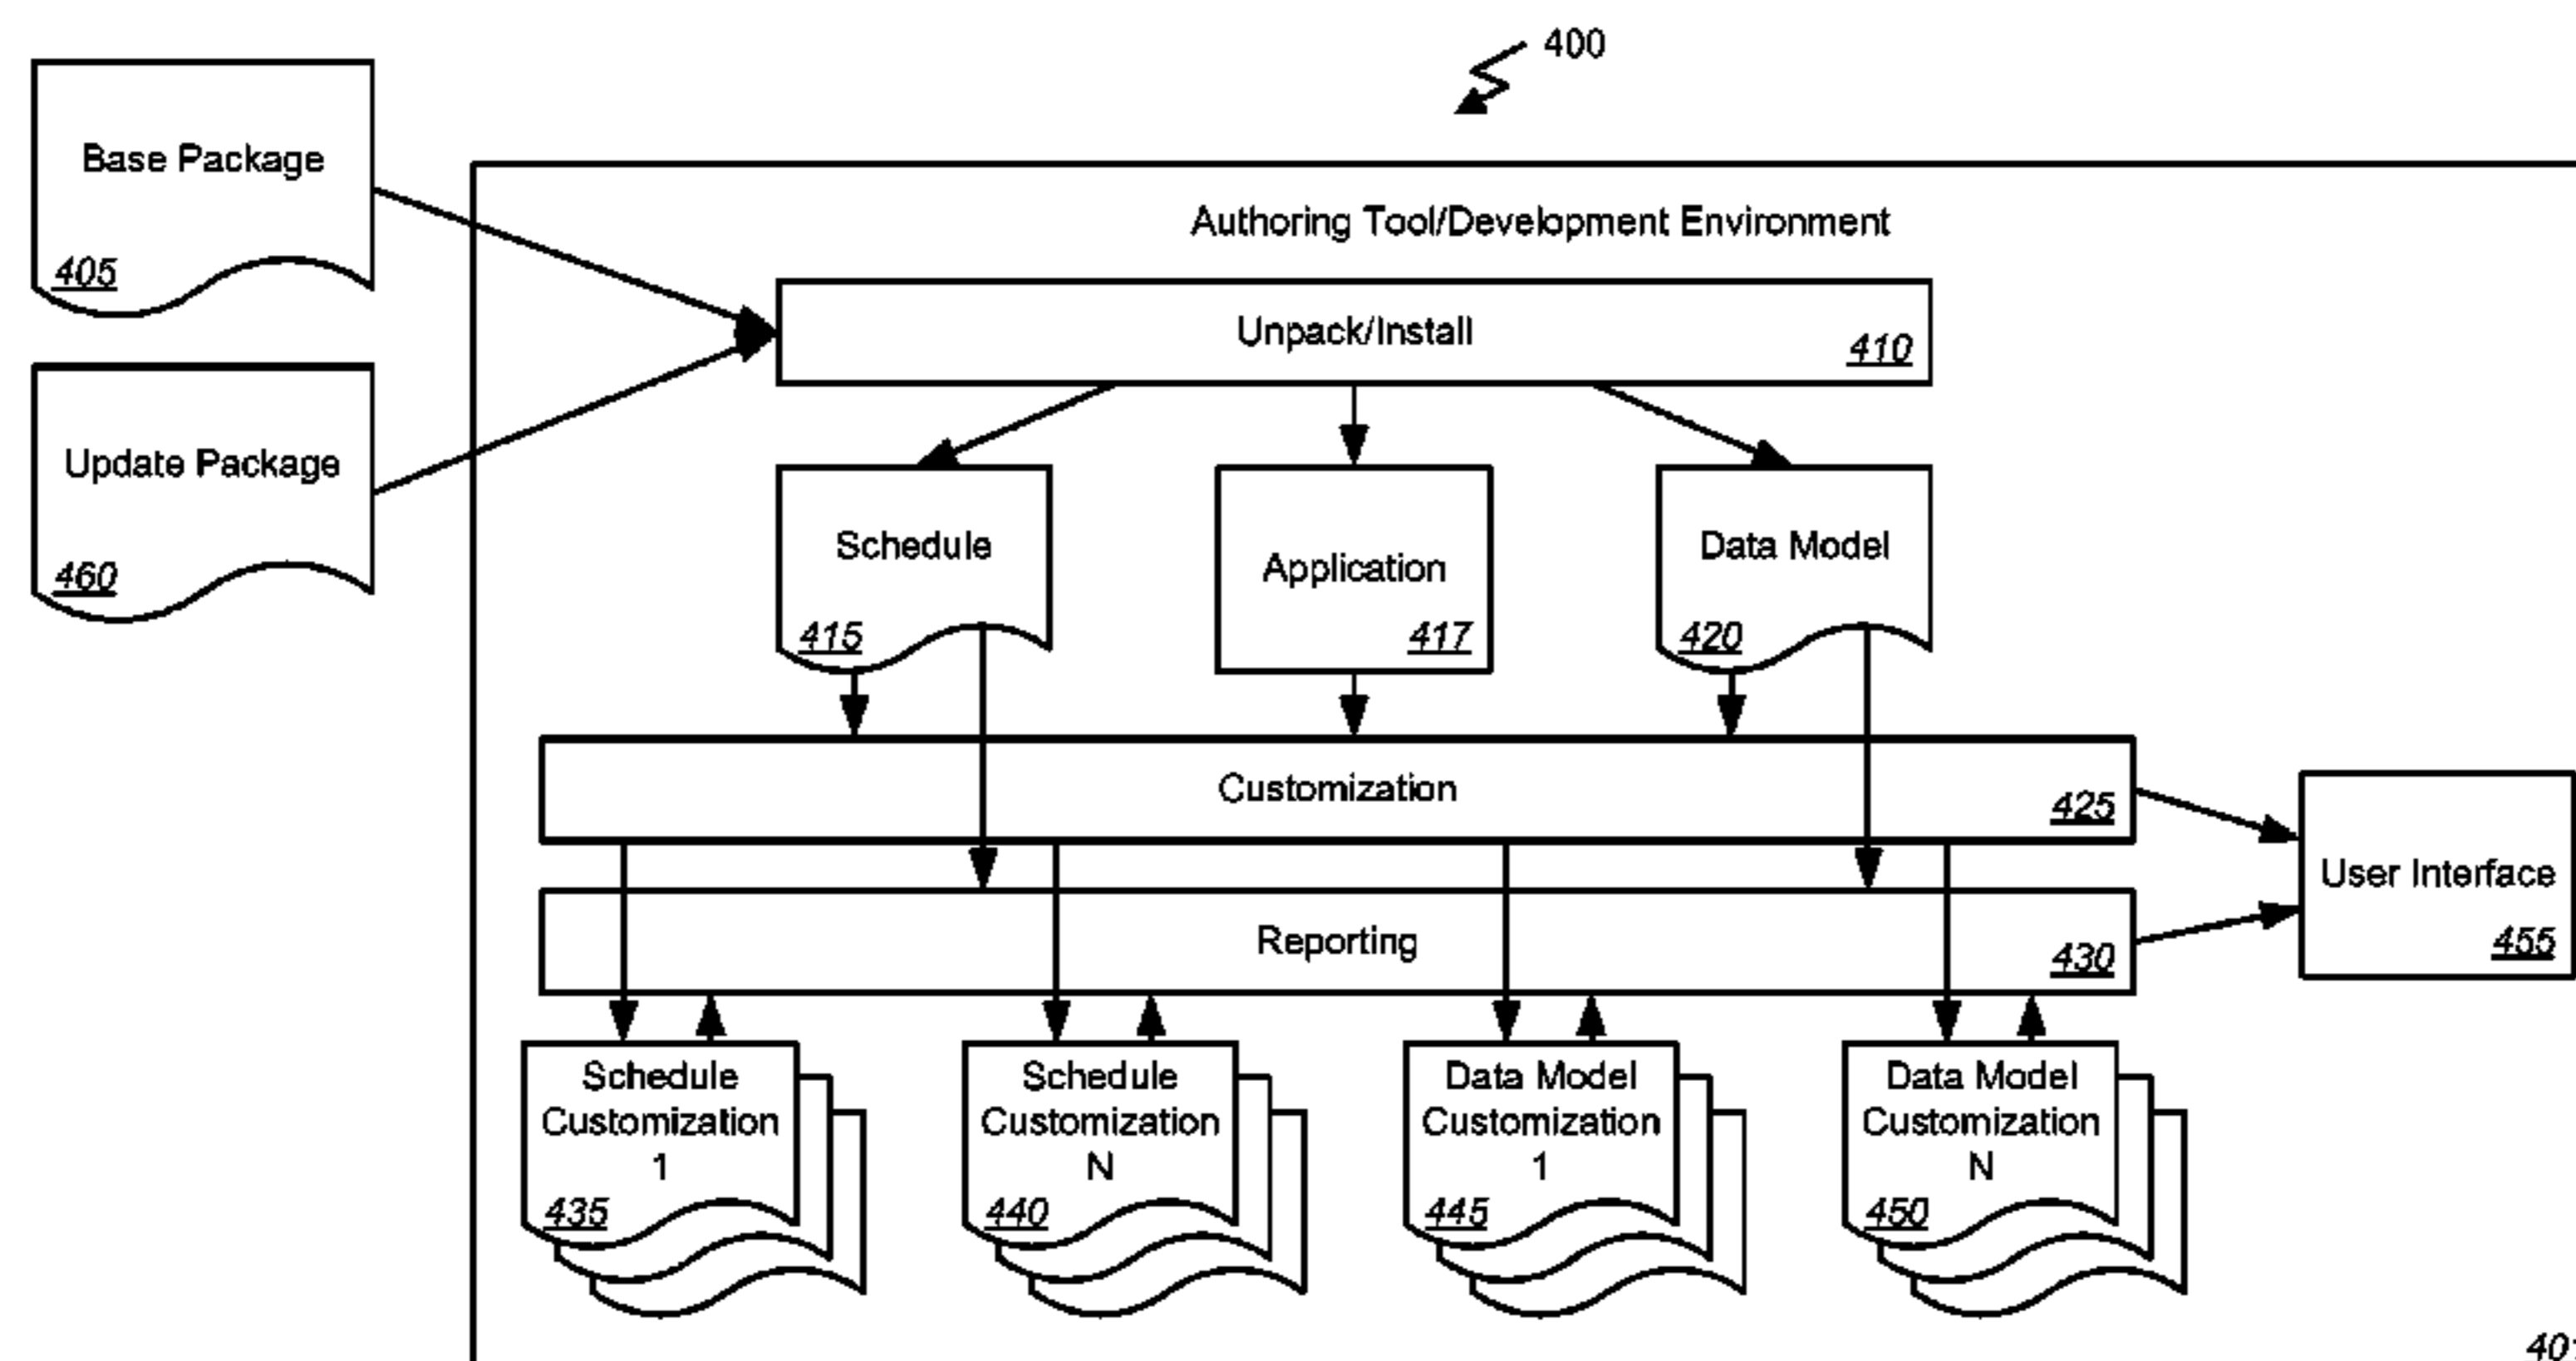 400
Base Package
405
Authoring Tool/Development Environment
Unpack/Install
410
Update Package
460
Schedule
415
Application
417
Data Model
420
Customization
425
Reporting
430
User Interface
455
Schedule
Customization
1
435
Schedule
Customization
N
440
Data Model
Customization
1
445
Data Model
Customization
N
450